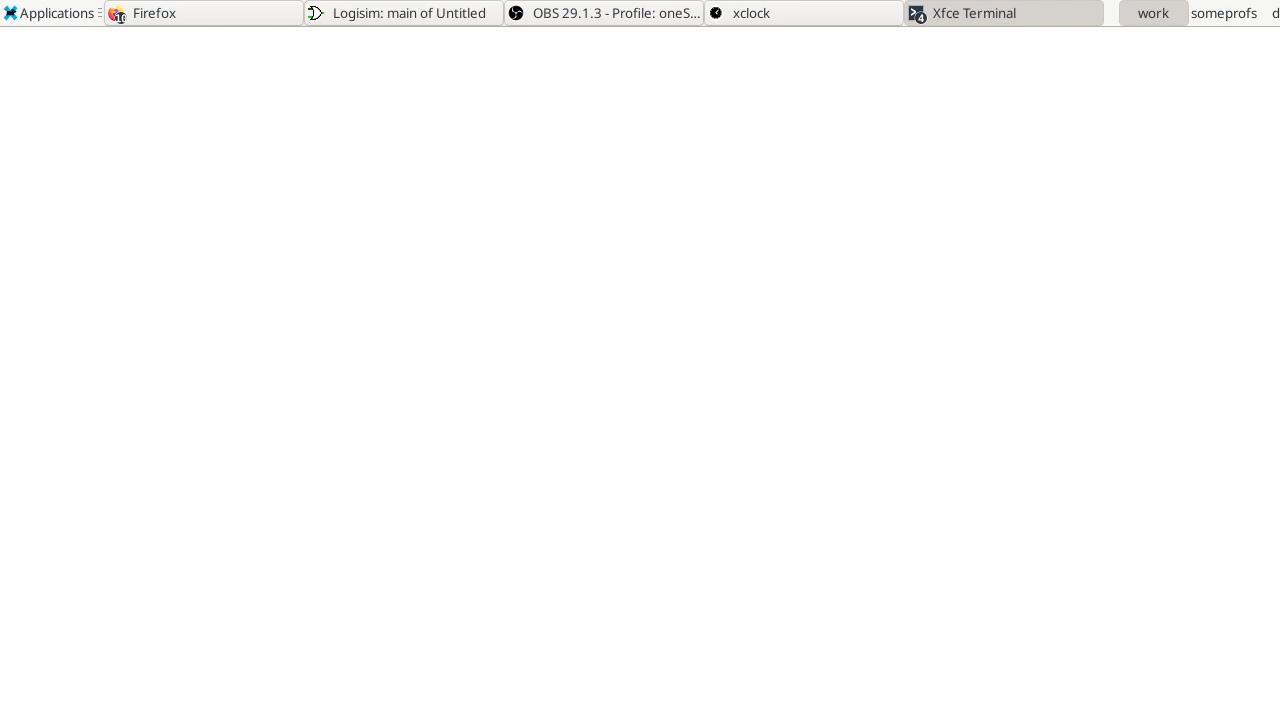 Applications Firefox Logisim: main of Untitled OBS 29.1.3 - Profile: oneS... xclock Xfce Terminal work someprofs